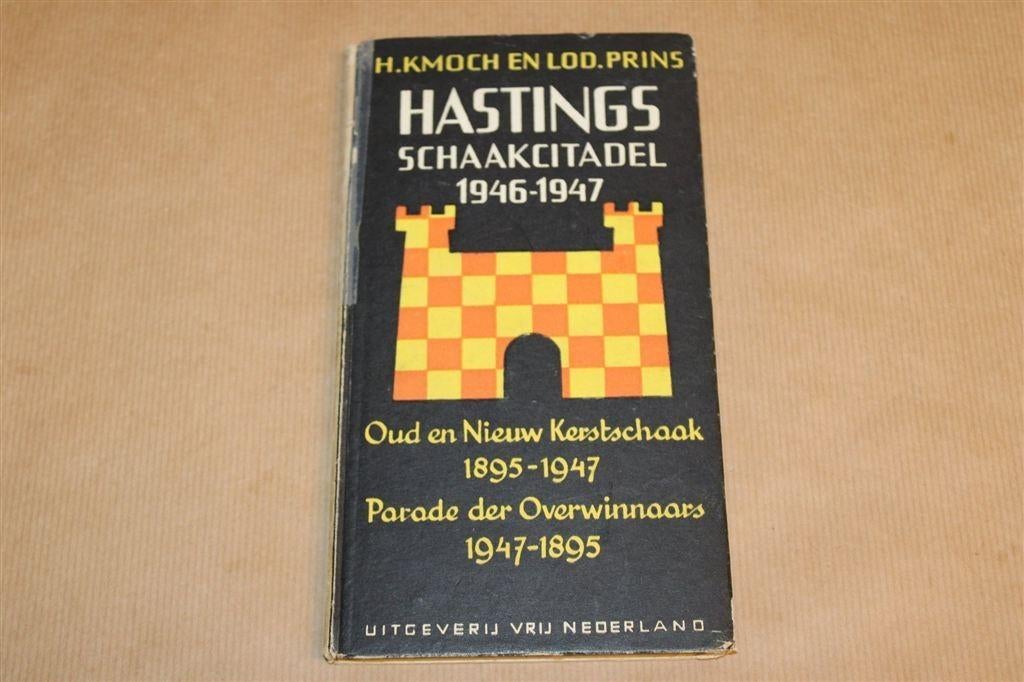 H. KMOCH EN LOD. PRINS
HASTINGS
SCHAAKCITADEL
1946-1947
Oud en Nieuw Kerstschaak
1895-1947
Parade der Overwinnaars
1947-1895
UITGEVERIJ VRIJ NEDERLAND